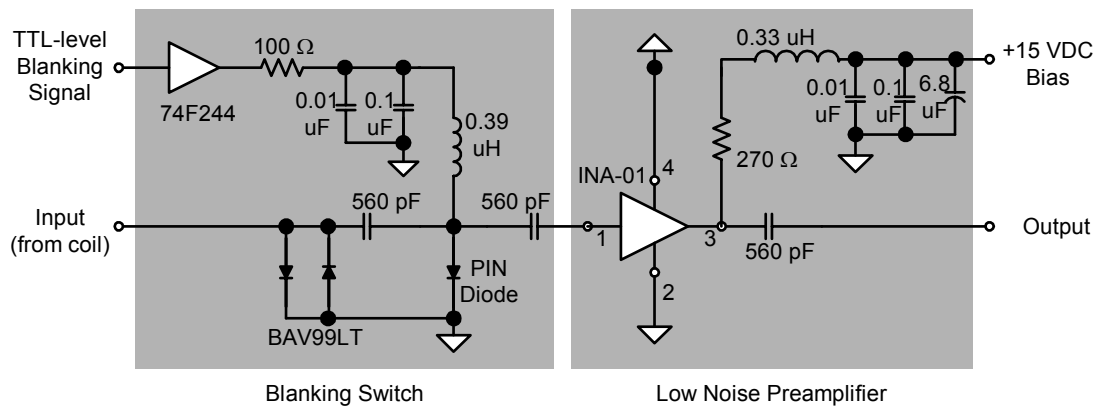 TTL-level
Blanking
Signal
74F244
100 Ω
0.01
uF
0.1
uF
0.39
uH
Input
(from coil)
560 pF
560 pF
BAV99LT
PIN
Diode
Blanking Switch
INA-01
1
2
3
4
270 Ω
0.33 uH
0.01
uF
0.1
uF
6.8
uF
+15 VDC
Bias
560 pF
Output
Low Noise Preamplifier